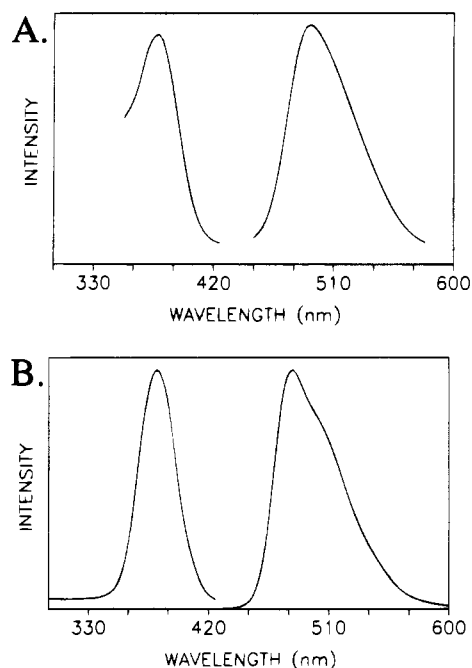 A.
INTENSITY
330 420 510 600
WAVELENGTH (nm)
B.
INTENSITY
330 420 510 600
WAVELENGTH (nm)